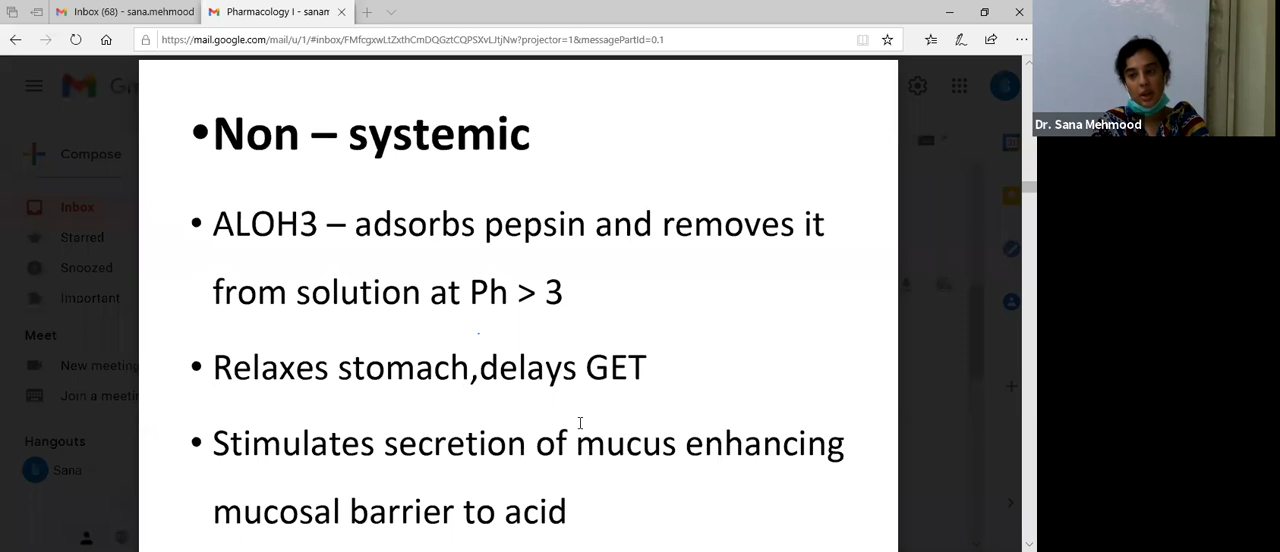 Inbox (68) - sana.mehmood
Pharmacology I - sanam
https://mail.google.com/mail/u/1/#inbox/FMfcgxwLtZxthCmDQGztCQPSXvLJtjNw?projector=1&messagePartId=0.1
Compose
Inbox
Starred
Snoozed
Important
Meet
New meeting
Join a meeti
Hangouts
Sana
•Non – systemic
• ALOH3 – adsorbs pepsin and removes it
from solution at Ph > 3
• Relaxes stomach,delays GET
• Stimulates secretion of mucus enhancing
mucosal barrier to acid
Dr. Sana Mehmood